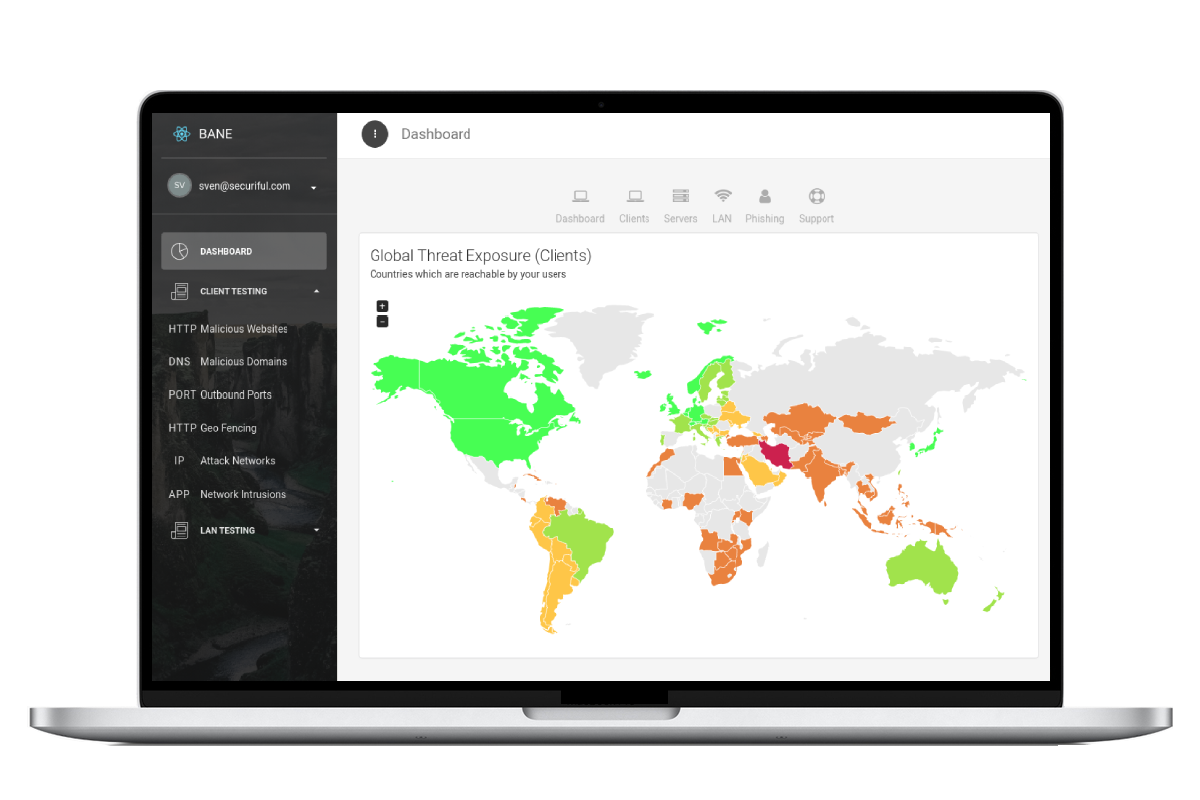 BANE
Dashboard
SV
sven@securiful.com
Dashboard
Clients
Servers
LAN
Phishing
Support
DASHBOARD
Global Threat Exposure (Clients)
Countries which are reachable by your users
CLIENT TESTING
+
-
HTTP Malicious Websites
DNS Malicious Domains
PORT Outbound Ports
HTTP Geo Fencing
IP Attack Networks
APP Network Intrusions
LAN TESTING